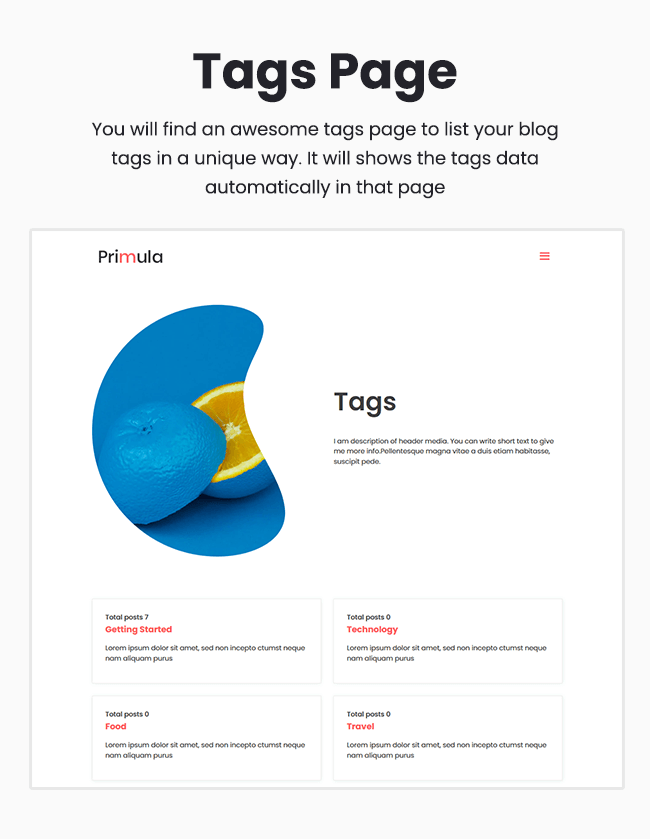 Tags Page
You will find an awesome tags page to list your blog
tags in a unique way. It will shows the tags data
automatically in that page
Primula
Tags
I am description of header media. You can write short text to give
me more info.Pellentesque magna vitae a duis etiam habitasse,
suscipit pede.
Total posts 7
Getting Started
Lorem ipsum dolor sit amet, sed non incepto ctumst neque
nam aliquam purus
Total posts 0
Technology
Lorem ipsum dolor sit amet, sed non incepto ctumst neque
nam aliquam purus
Total posts 0
Food
Lorem ipsum dolor sit amet, sed non incepto ctumst neque
nam aliquam purus
Total posts 0
Travel
Lorem ipsum dolor sit amet, sed non incepto ctumst neque
nam aliquam purus